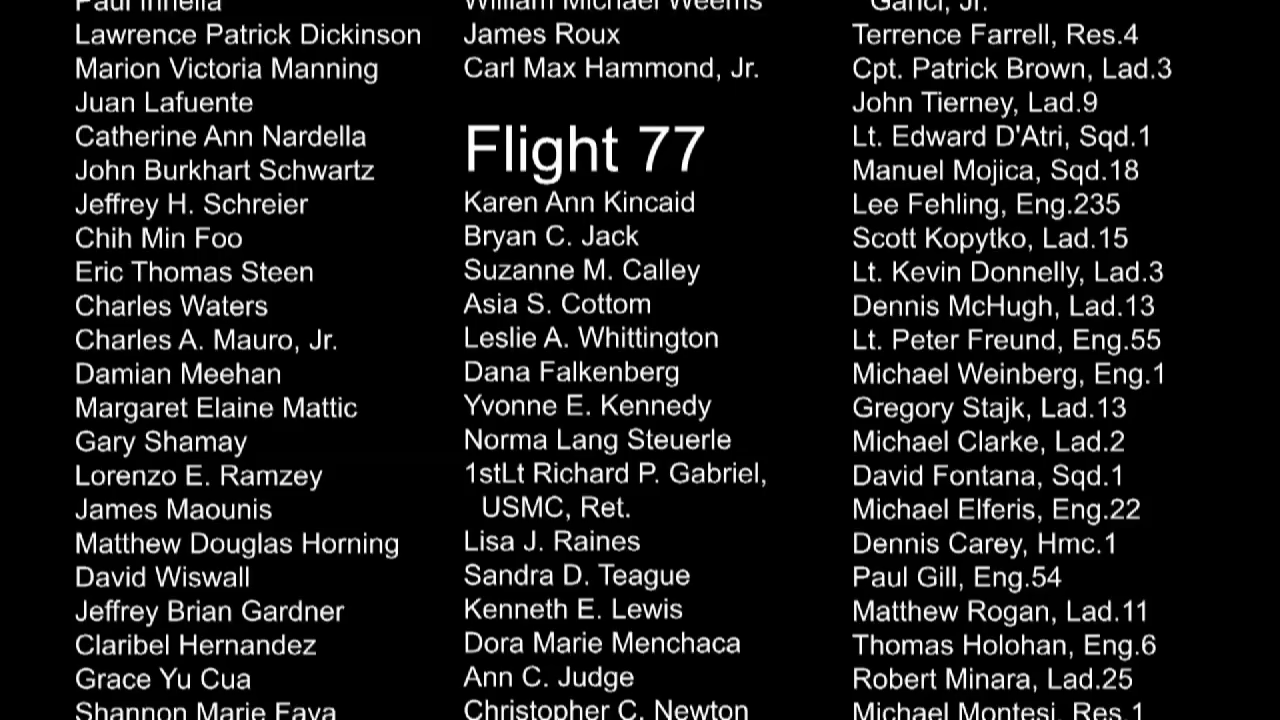 Paul Innella
Lawrence Patrick Dickinson
Marion Victoria Manning
Juan Lafuente
Catherine Ann Nardella
John Burkhart Schwartz
Jeffrey H. Schreier
Chih Min Foo
Eric Thomas Steen
Charles Waters
Charles A. Mauro, Jr.
Damian Meehan
Margaret Elaine Mattic
Gary Shamay
Lorenzo E. Ramzey
James Maounis
Matthew Douglas Horning
David Wiswall
Jeffrey Brian Gardner
Claribel Hernandez
Grace Yu Cua
Shannon Marie Fava
William Michael Weems
James Roux
Carl Max Hammond, Jr.
Flight 77
Karen Ann Kincaid
Bryan C. Jack
Suzanne M. Calley
Asia S. Cottom
Leslie A. Whittington
Dana Falkenberg
Yvonne E. Kennedy
Norma Lang Steuerle
1stLt Richard P. Gabriel,
USMC, Ret.
Lisa J. Raines
Sandra D. Teague
Kenneth E. Lewis
Dora Marie Menchaca
Ann C. Judge
Christopher C. Newton
Ganci, Jr.
Terrence Farrell, Res.4
Cpt. Patrick Brown, Lad.3
John Tierney, Lad.9
Lt. Edward D'Atri, Sqd.1
Manuel Mojica, Sqd.18
Lee Fehling, Eng.235
Scott Kopytko, Lad.15
Lt. Kevin Donnelly, Lad.3
Dennis McHugh, Lad.13
Lt. Peter Freund, Eng.55
Michael Weinberg, Eng.1
Gregory Stajk, Lad.13
Michael Clarke, Lad.2
David Fontana, Sqd.1
Michael Elferis, Eng.22
Dennis Carey, Hmc.1
Paul Gill, Eng.54
Matthew Rogan, Lad.11
Thomas Holohan, Eng.6
Robert Minara, Lad.25
Michael Montesi, Res.1